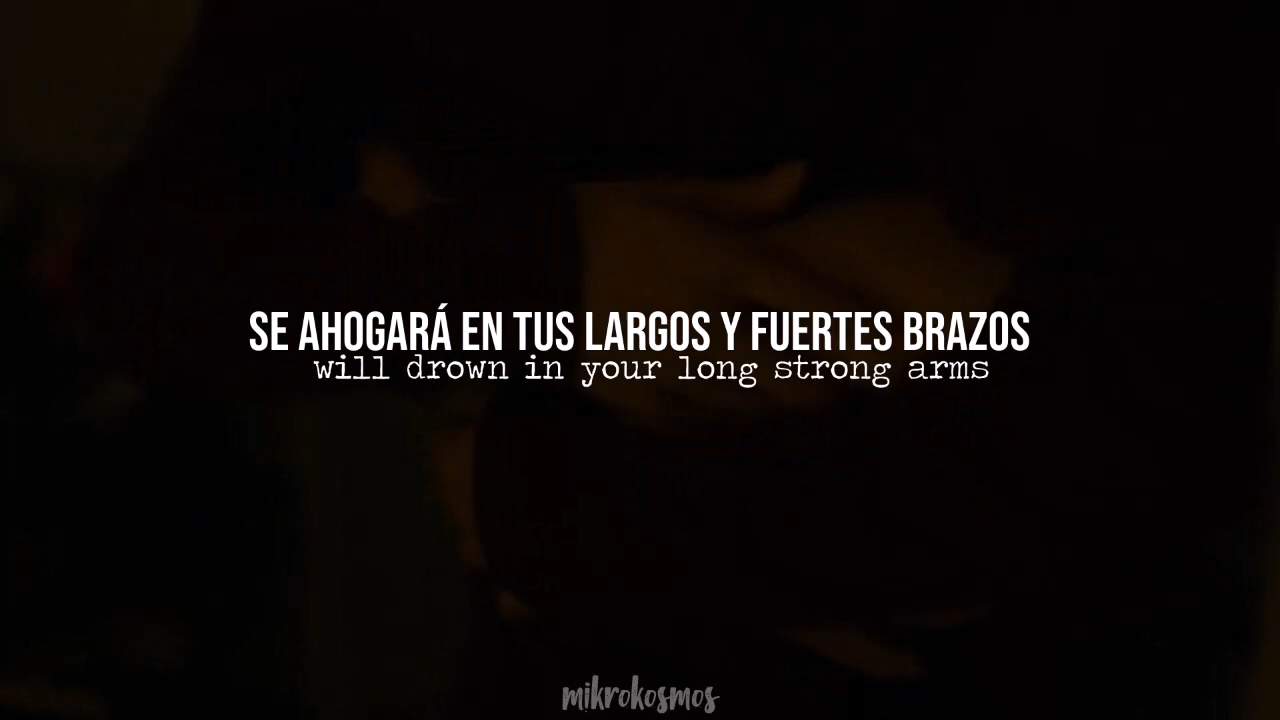 SE AHOGARÁ EN TUS LARGOS Y FUERTES BRAZOS
will drown in your long strong arms
mikrokosmos